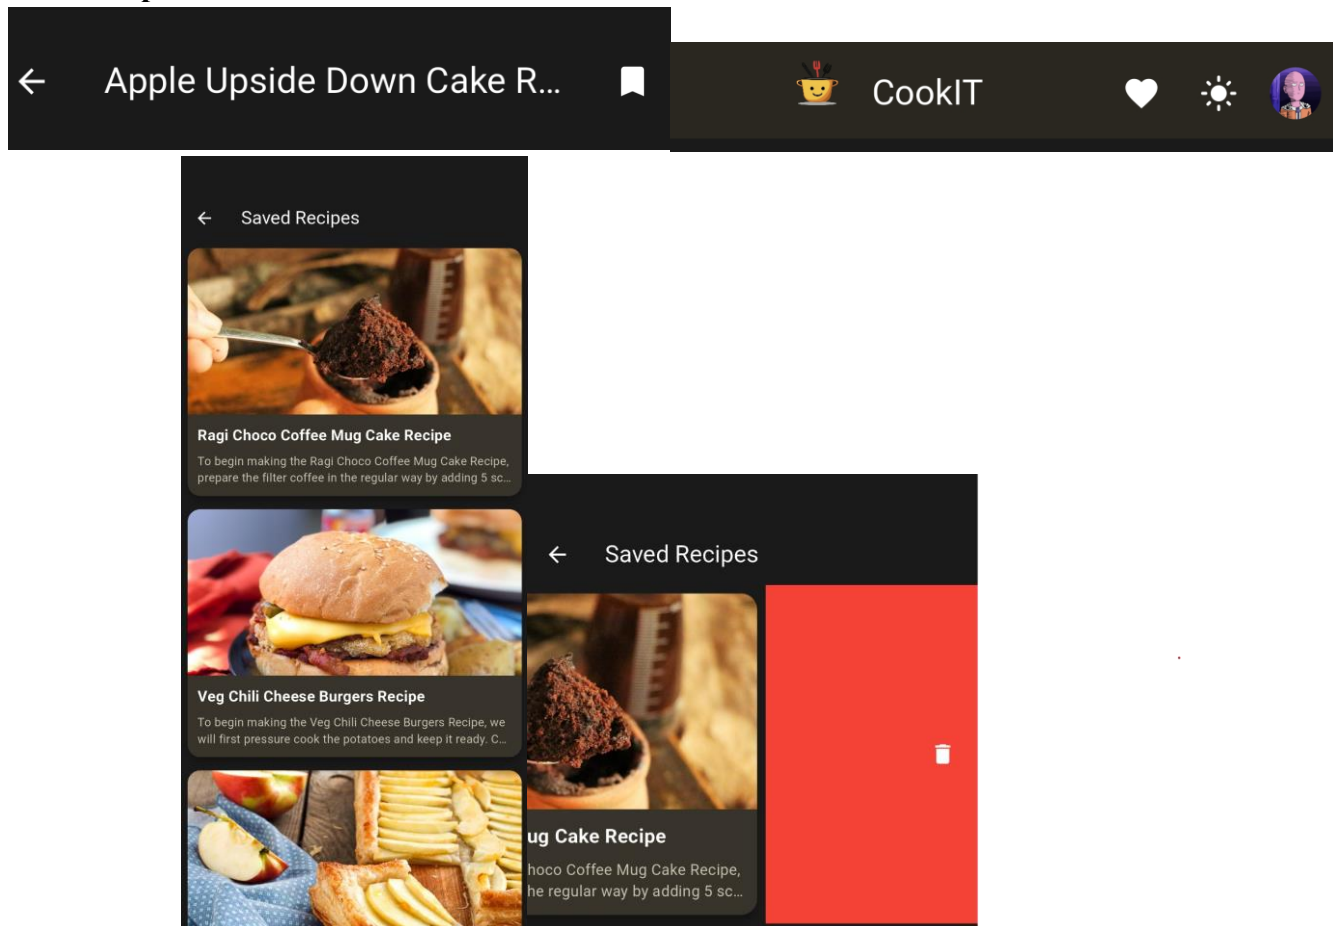 Apple Upside Down Cake R...
CookIT
Saved Recipes
Ragi Choco Coffee Mug Cake Recipe
To begin making the Ragi Choco Coffee Mug Cake Recipe,
prepare the filter coffee in the regular way by adding 5 sc...
Veg Chili Cheese Burgers Recipe
To begin making the Veg Chili Cheese Burgers Recipe, we
will first pressure cook the potatoes and keep it ready. C...
Saved Recipes
ug Cake Recipe
hoco Coffee Mug Cake Recipe,
he regular way by adding 5 sc...